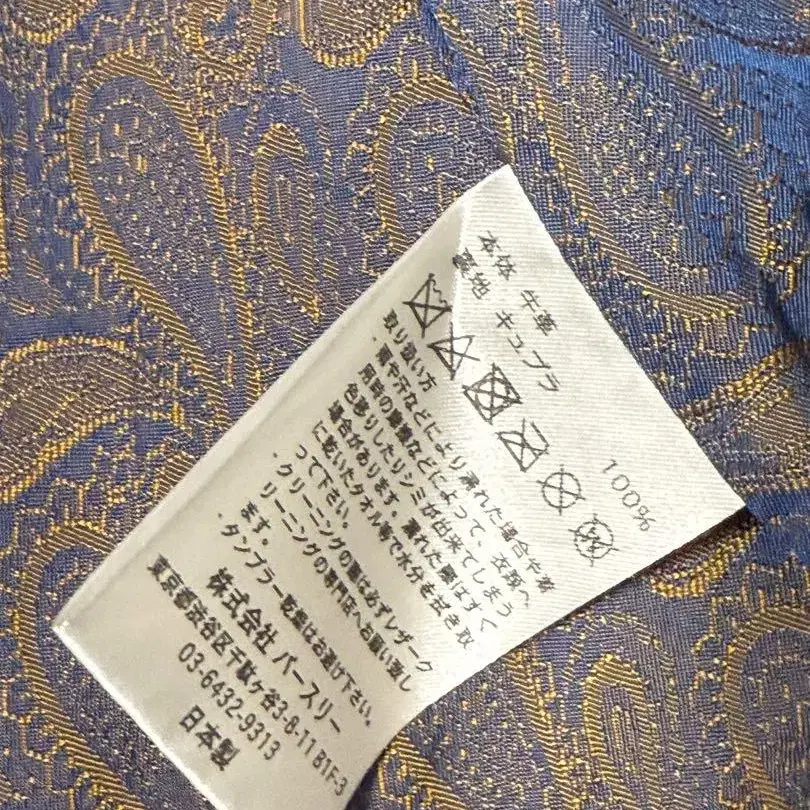 本体 牛革
裏地 キュプラ 100%
取り扱い方
・雨や汗などにより濡れた場合や着
用時の摩擦などによって、衣類へ
色移りしたりシミが出来てしまう
場合があります。濡れた際はすぐ
に乾いたタオル等で水分を拭き取
って下さい。
・クリーニングの際は必ずレザーク
リーニングの専門店へお願い致し
ます。
・タンブラー乾燥はお避け下さい。
株式会社 パースリー
東京都渋谷区千駄ヶ谷3-8-11 B1F-3
03-6432-9313
日本製